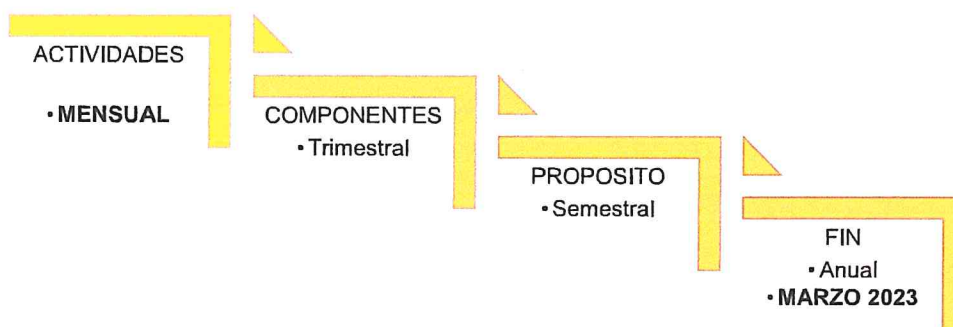 ACTIVIDADES
• MENSUAL
COMPONENTES
• Trimestral
PROPOSITO
• Semestral
FIN
• Anual
• MARZO 2023